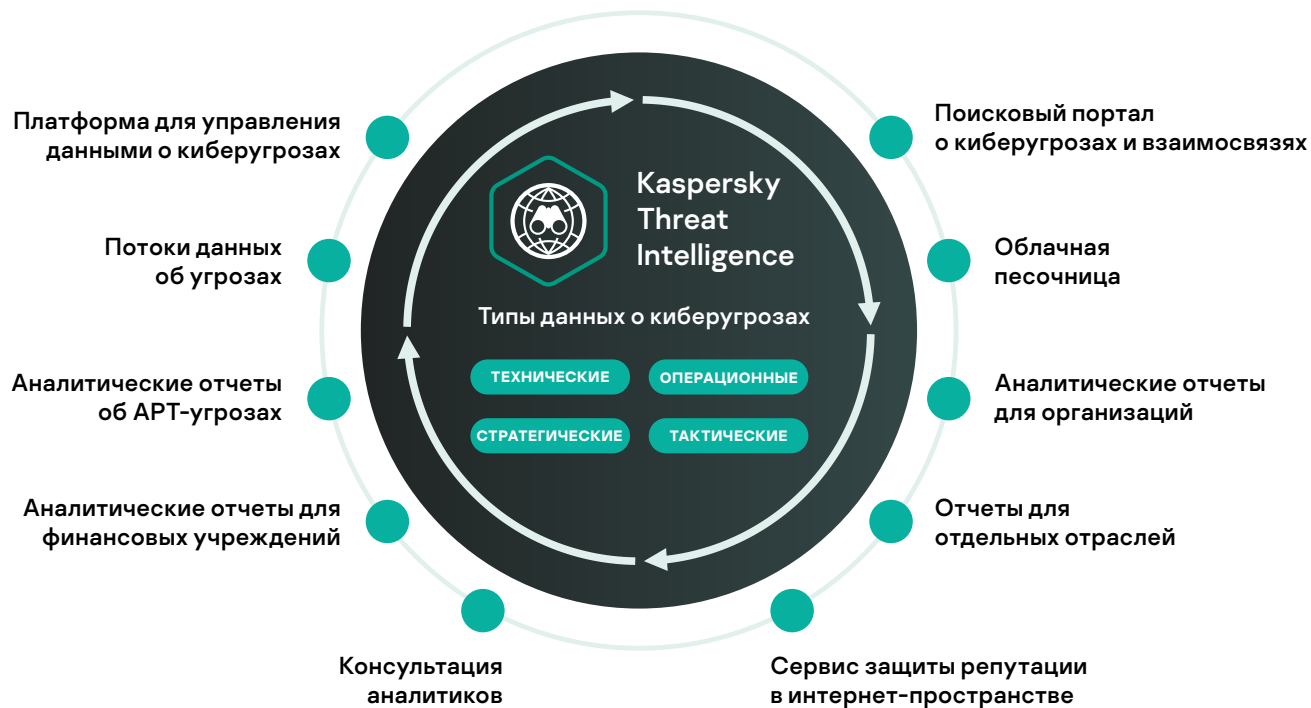 Платформа для управления
данными о киберугрозах
Потоки данных
об угрозах
Аналитические отчеты
об APT-угрозах
Аналитические отчеты для
финансовых учреждений
Консультация
аналитиков
Kaspersky
Threat
Intelligence
Типы данных о киберугрозах
ТЕХНИЧЕСКИЕ
ОПЕРАЦИОННЫЕ
СТРАТЕГИЧЕСКИЕ
ТАКТИЧЕСКИЕ
Поисковый портал
о киберугрозах и взаимосвязях
Облачная
песочница
Аналитические отчеты
для организаций
Отчеты для
отдельных отраслей
Сервис защиты репутации
в интернет-пространстве